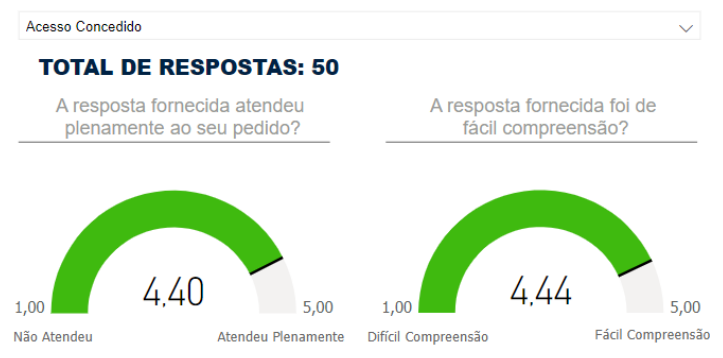 Acesso Concedido
TOTAL DE RESPOSTAS: 50
A resposta fornecida atendeu
plenamente ao seu pedido?
4,40
1,00
5,00
Não Atendeu
Atendeu Plenamente
A resposta fornecida foi de
fácil compreensão?
4,44
1,00
5,00
Difícil Compreensão
Fácil Compreensão